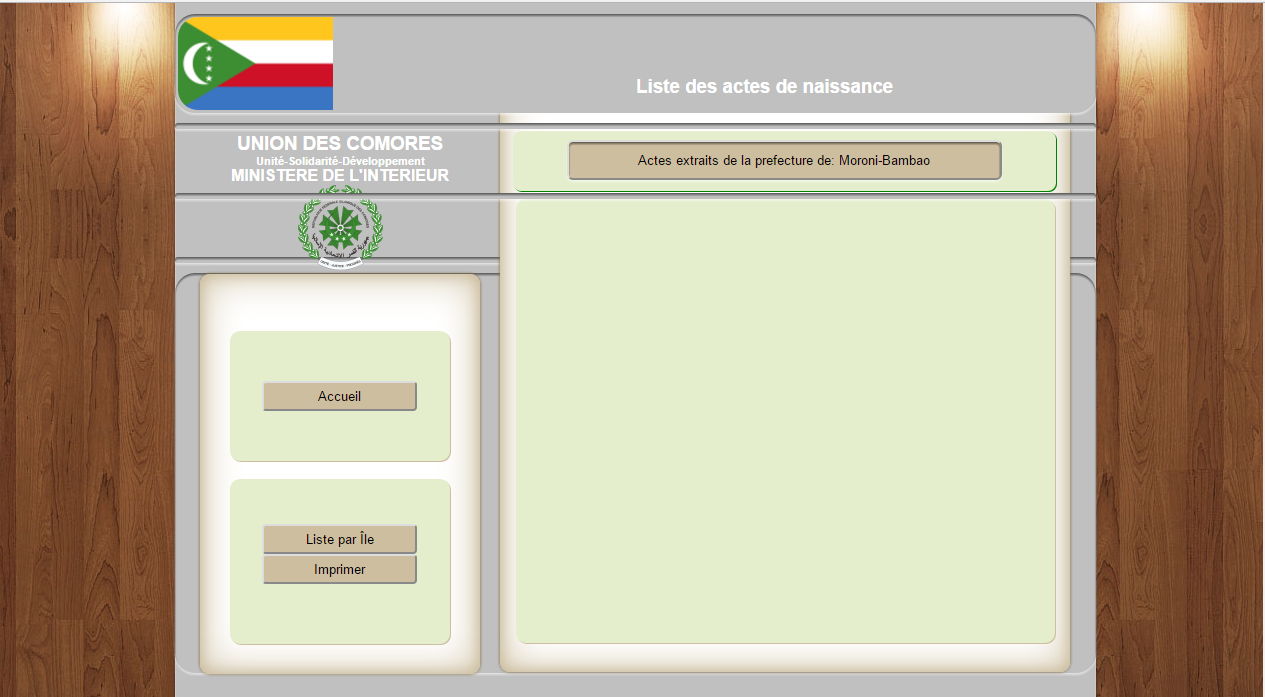 Liste des actes de naissance
UNION DES COMORES
Unité-Solidarité-Développement
MINISTERE DE L'INTERIEUR
Actes extraits de la prefecture de: Moroni-Bambao
Accueil
Liste par Île
Imprimer